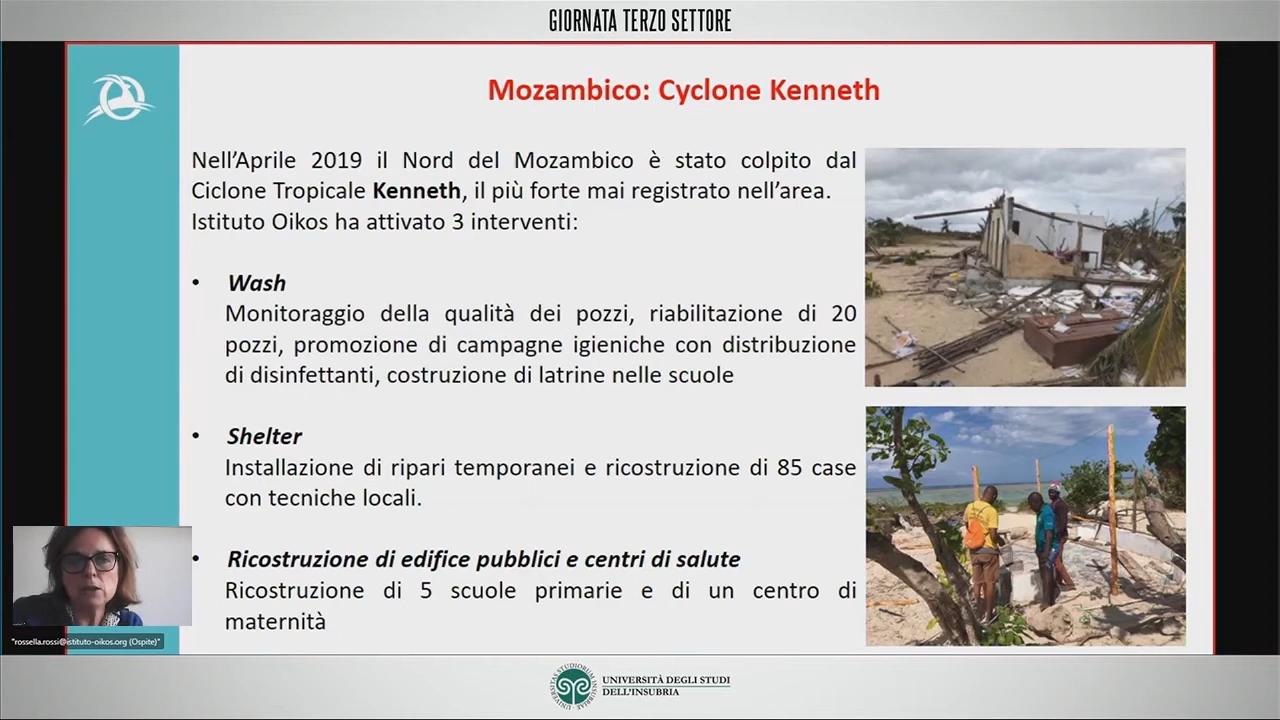 GIORNATA TERZO SETTORE
Mozambico: Cyclone Kenneth
Nell'Aprile 2019 il Nord del Mozambico è stato colpito dal
Ciclone Tropicale Kenneth, il più forte mai registrato nell'area.
Istituto Oikos ha attivato 3 interventi:
• Wash
Monitoraggio della qualità dei pozzi, riabilitazione di 20
pozzi, promozione di campagne igieniche con distribuzione
di disinfettanti, costruzione di latrine nelle scuole
• Shelter
Installazione di ripari temporanei e ricostruzione di 85 case
con tecniche locali.
• Ricostruzione di edifice pubblici e centri di salute
Ricostruzione di 5 scuole primarie e di un centro di
maternità
"rossella.rossi@istituto-oikos.org (Ospite)"
UNIVERSITÀ DEGLI STUDI
DELL'INSUBRIA